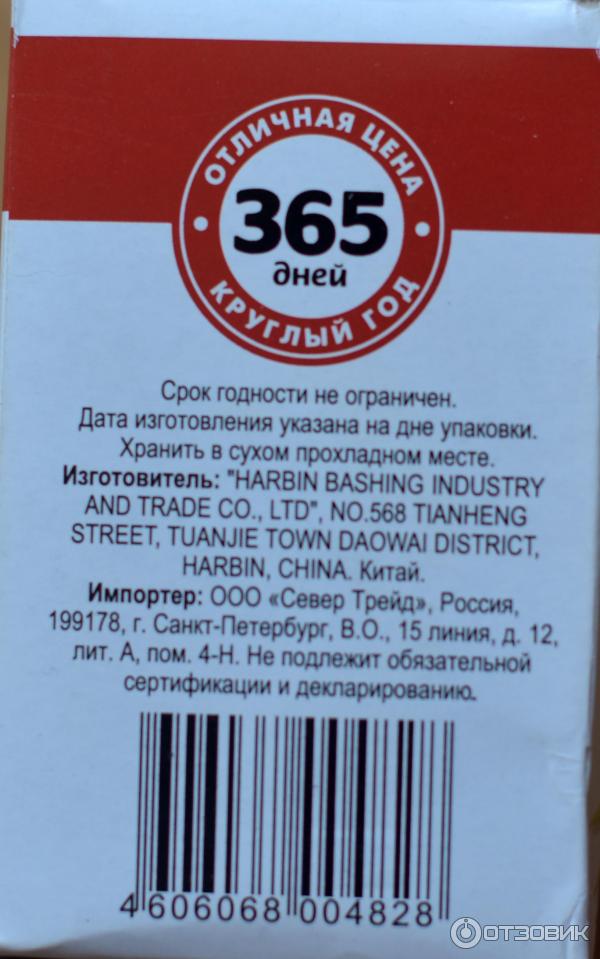 ОТЛИЧНАЯ ЦЕНА
365
дней
КРУГЛЫЙ ГОД
Срок годности не ограничен.
Дата изготовления указана на дне упаковки.
Хранить в сухом прохладном месте.
Изготовитель: "HARBIN BASHING INDUSTRY
AND TRADE CO., LTD", NO.568 TIANHENG
STREET, TUANJIE TOWN DAOWAI DISTRICT,
HARBIN, CHINA. Китай.
Импортер: ООО «Север Трейд», Россия,
199178, г. Санкт-Петербург, В.О., 15 линия, д. 12,
лит. А, пом. 4-Н. Не подлежит обязательной
сертификации и декларированию.
4 606068 004828
ОТЗОВИК